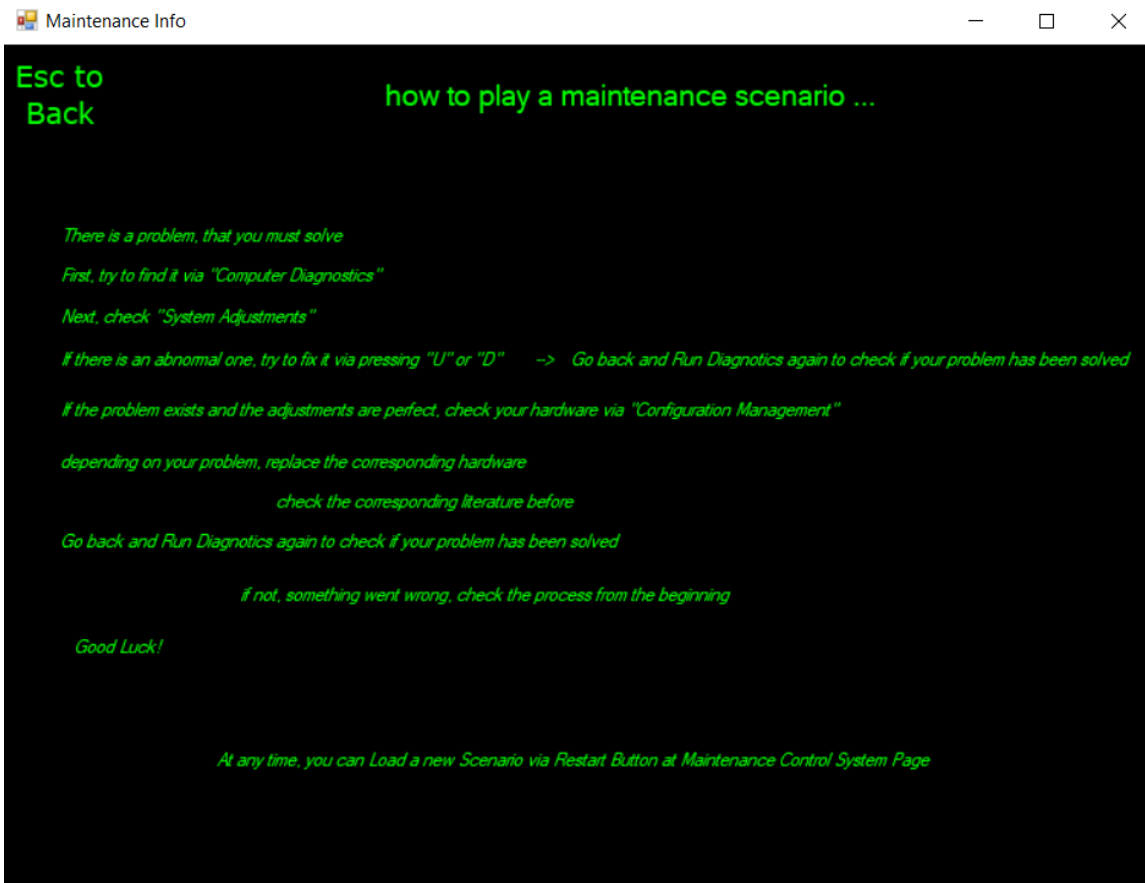 Maintenance Info
Esc to
Back
how to play a maintenance scenario ...
There is a problem, that you must solve
First, try to find it via "Computer Diagnostics"
Next, check "System Adjustments"
If there is an abnormal one, try to fix it via pressing "U" or "D" --> Go back and Run Diagnotics again to check if your problem has been solved
If the problem exists and the adjustments are perfect, check your hardware via "Configuration Management"
depending on your problem, replace the corresponding hardware
check the corresponding literature before
Go back and Run Diagnotics again to check if your problem has been solved
if not, something went wrong, check the process from the beginning
Good Luck!
At any time, you can Load a new Scenario via Restart Button at Maintenance Control System Page